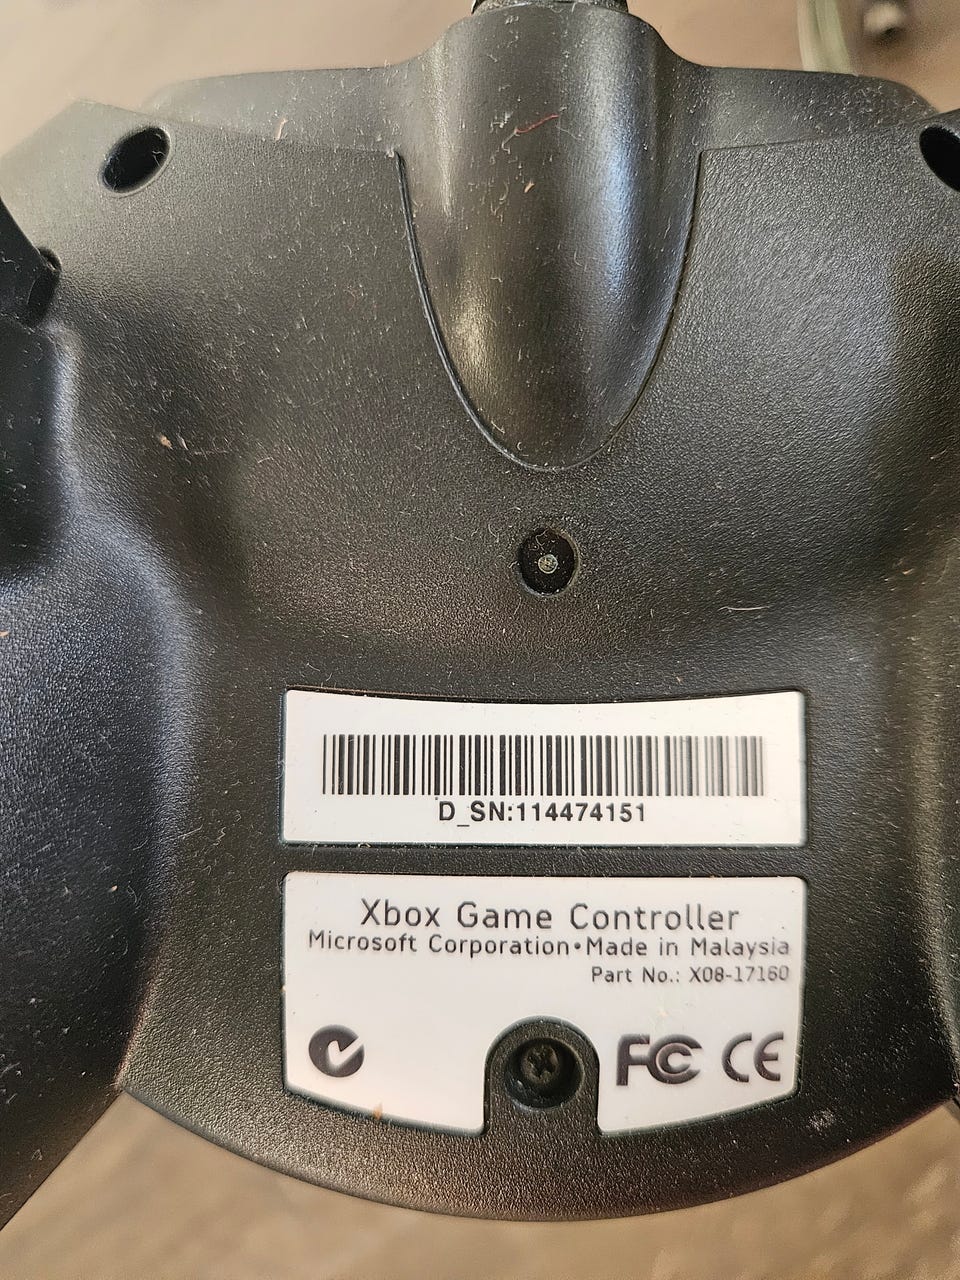 D_SN:114474151
Xbox Game Controller
Microsoft Corporation•Made in Malaysia
Part No.: X08-17160
FC CE